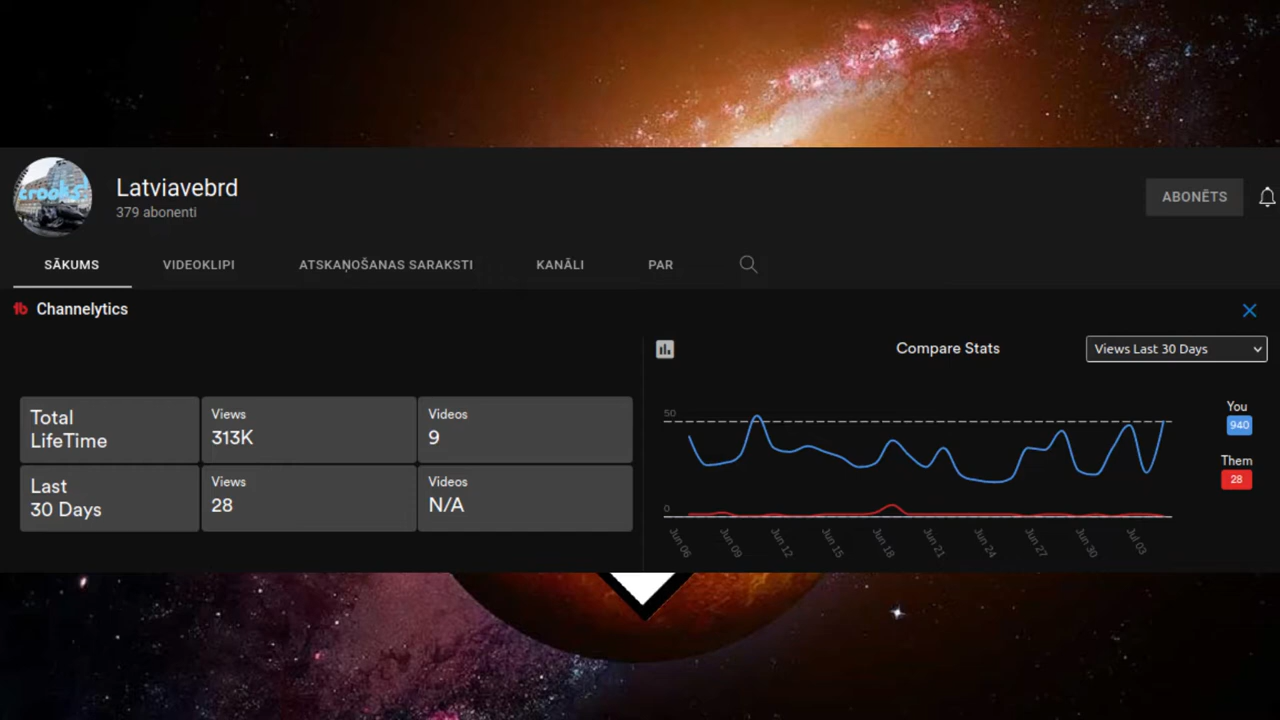 crooks
Latviavebrd
379 abonenti
ABONĒTS
SĀKUMS
VIDEOKLIPI
ATSKAŅOŠANAS SARAKSTI
KANĀLI
PAR
tb Channelytics
Compare Stats
Views Last 30 Days
Total
LifeTime
Views
313K
Videos
9
Last
30 Days
Views
28
Videos
N/A
50
0
Jun 06
Jun 09
Jun 12
Jun 15
Jun 18
Jun 21
Jun 24
Jun 27
Jun 30
Jul 03
You
940
Them
28